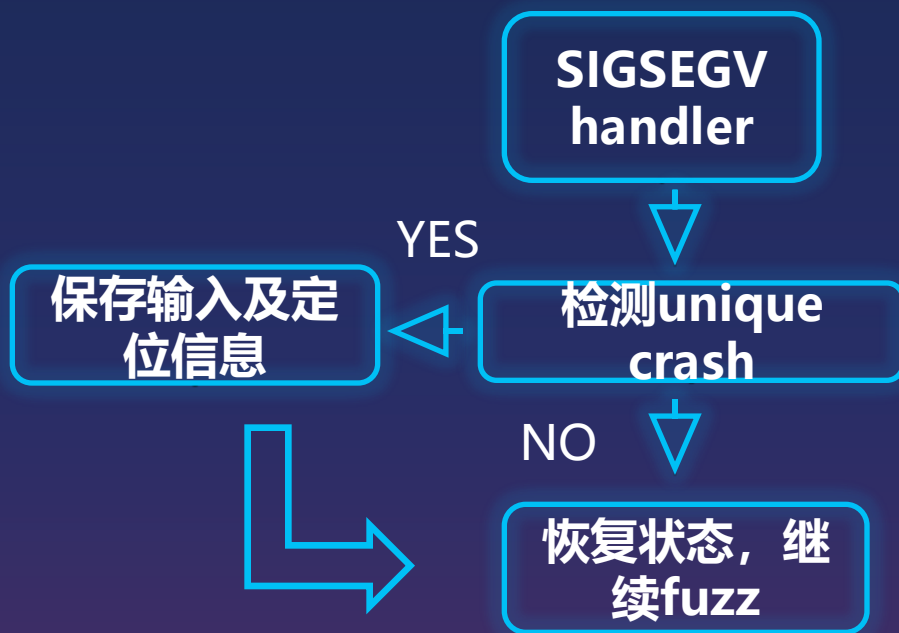 SIGSEGV
handler
YES
保存输入及定
位信息
检测unique
crash
NO
恢复状态，继
续fuzz